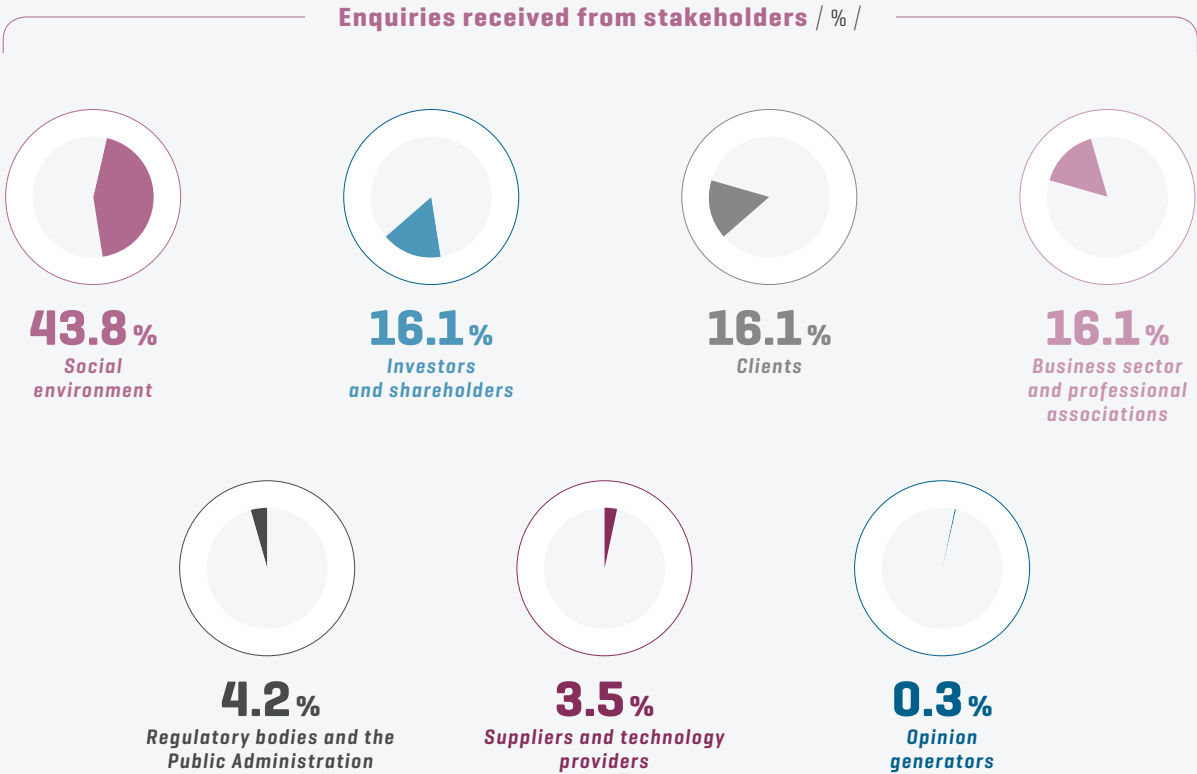 Enquiries received from stakeholders / % /
43.8 %
Social
environment
16.1 %
Investors
and shareholders
16.1 %
Clients
16.1 %
Business sector
and professional
associations
4.2 %
Regulatory bodies and the
Public Administration
3.5 %
Suppliers and technology
providers
0.3 %
Opinion
generators